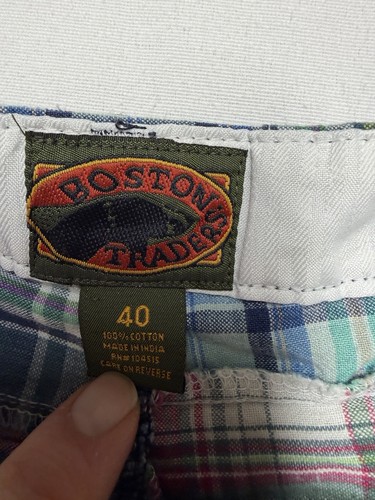 BOSTON
TRADERS
40
100% COTTON
MADE IN INDIA
RN# 104515
CARE ON REVERSE